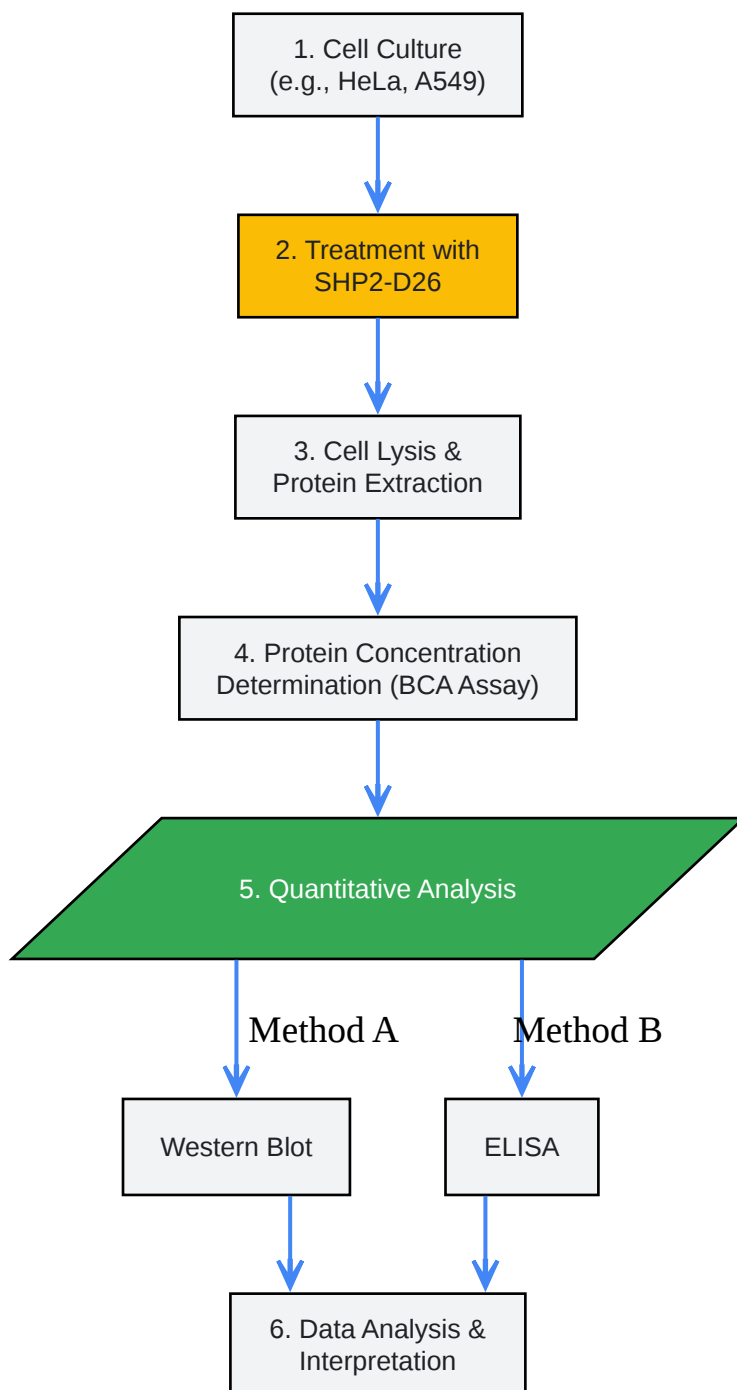 1. Cell Culture
(e.g., HeLa, A549)
2. Treatment with
SHP2-D26
3. Cell Lysis &
Protein Extraction
4. Protein Concentration
Determination (BCA Assay)
5. Quantitative Analysis
Method A
Method B
Western Blot
ELISA
6. Data Analysis &
Interpretation